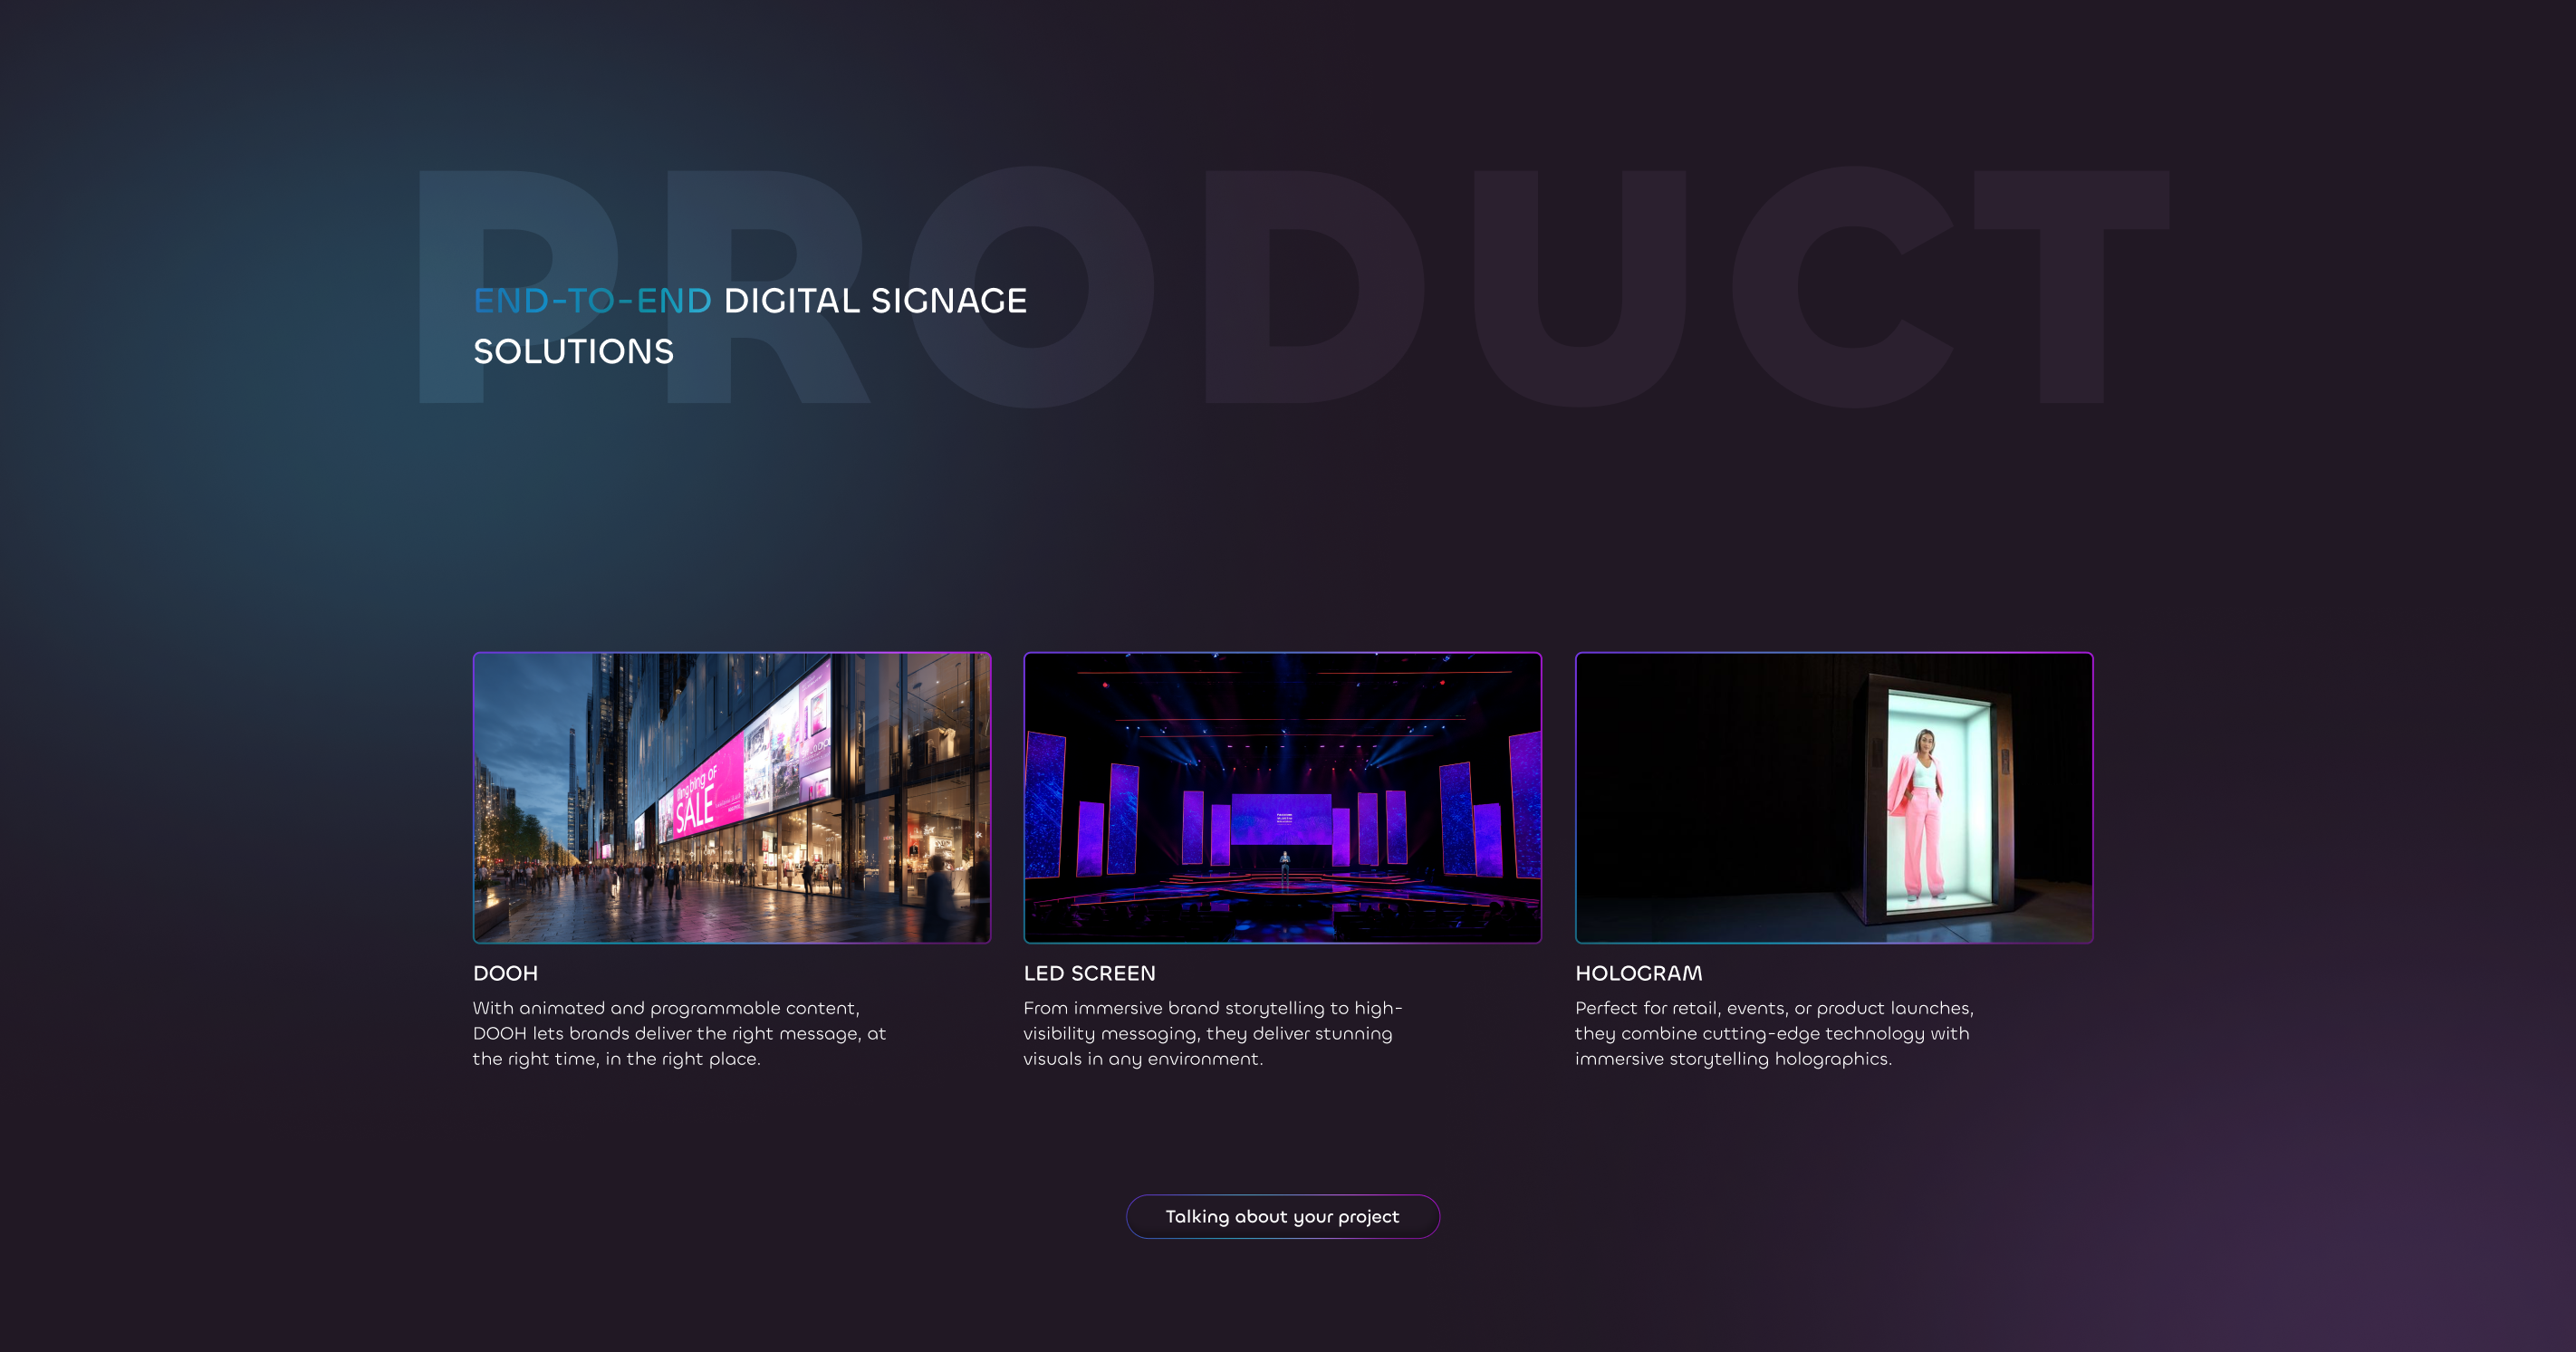 PRODUCT
END-TO-END DIGITAL SIGNAGE
SOLUTIONS
SALE
DOOH
With animated and programmable content,
DOOH lets brands deliver the right message, at
the right time, in the right place.
LED SCREEN
From immersive brand storytelling to high-
visibility messaging, they deliver stunning
visuals in any environment.
HOLOGRAM
Perfect for retail, events, or product launches,
they combine cutting-edge technology with
immersive storytelling holographics.
Talking about your project